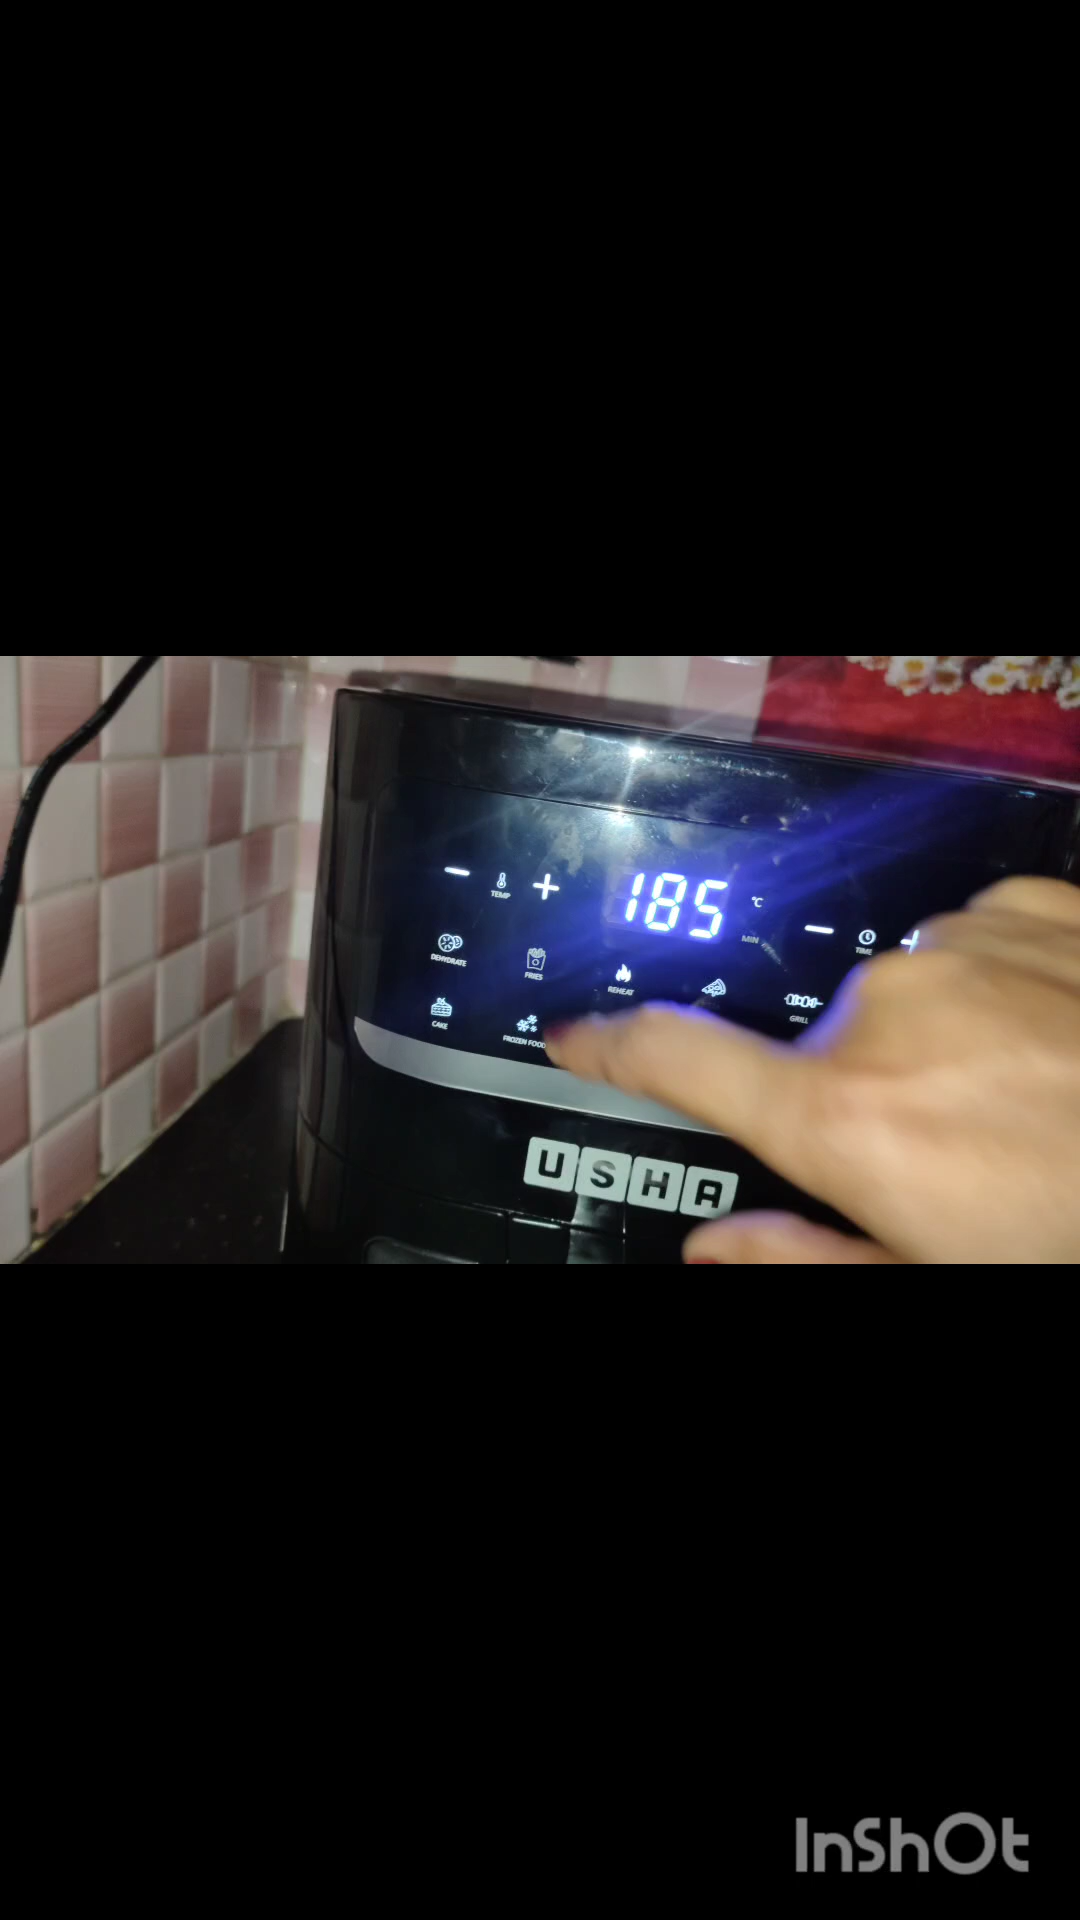 − TEMP +
185 °C
MIN
− TIME +
DEHYDRATE
FRIES
REHEAT
GRILL
CAKE
FROZEN FOOD
USHA
InShOt